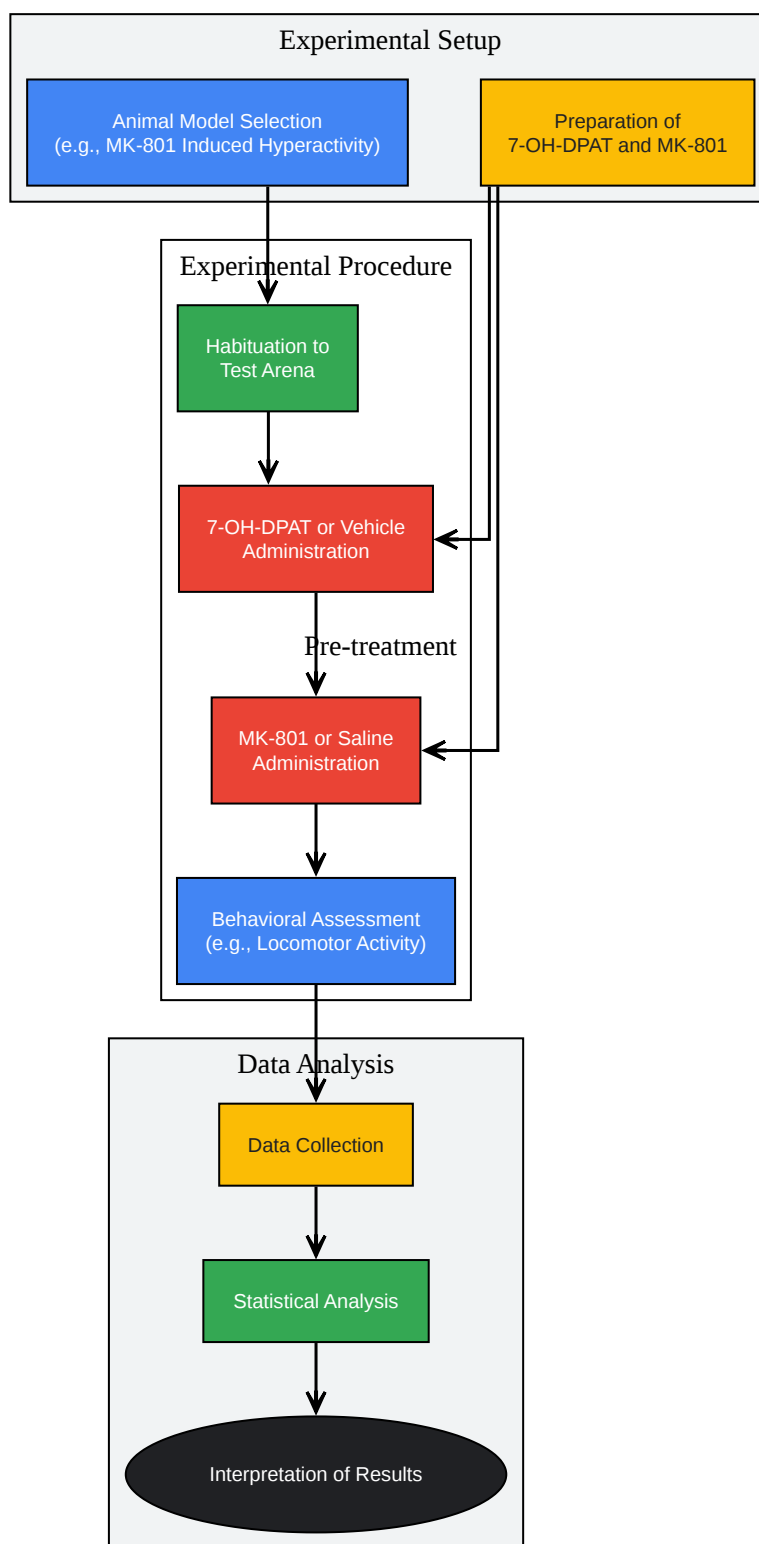 Experimental Setup
Animal Model Selection
(e.g., MK-801 Induced Hyperactivity)
Preparation of
7-OH-DPAT and MK-801
Experimental Procedure
Habituation to
Test Arena
7-OH-DPAT or Vehicle
Administration
Pre-treatment
MK-801 or Saline
Administration
Behavioral Assessment
(e.g., Locomotor Activity)
Data Analysis
Data Collection
Statistical Analysis
Interpretation of Results